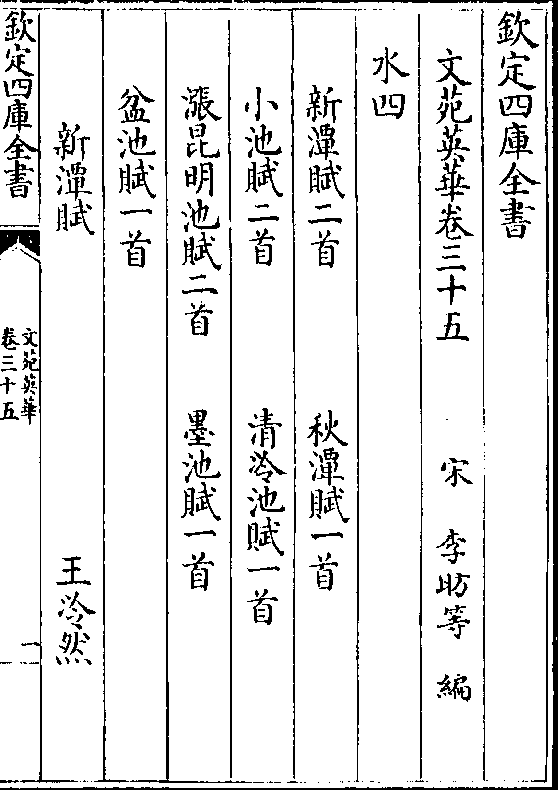 欽定四庫全書
文苑英華卷三十五
宋 李昉等 編
水四
新潭賦二首 秋潭賦一首
小池賦二首 清泠池賦一首
漲昆明池賦二首 墨池賦一首
盆池賦一首
新潭賦 王泠然
欽定四庫全書
文苑英華
卷三十五
一